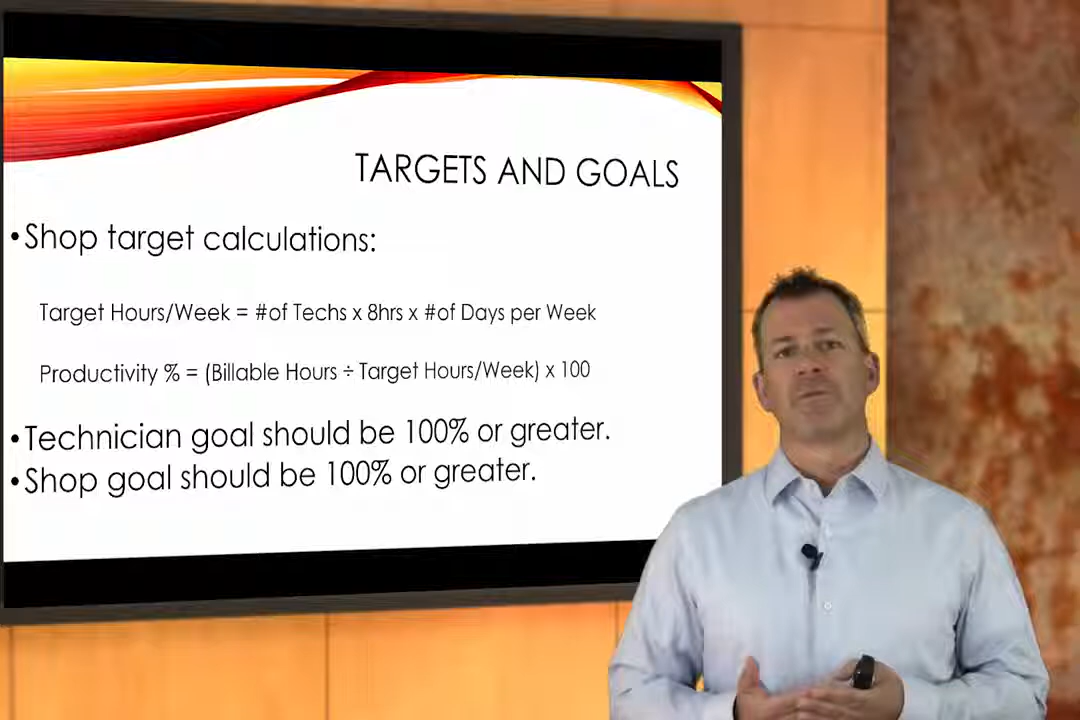 TARGETS AND GOALS
•Shop target calculations:
Target Hours/Week = #of Techs x 8hrs x #of Days per Week
Productivity % = (Billable Hours ÷ Target Hours/Week) x 100
•Technician goal should be 100% or greater.
•Shop goal should be 100% or greater.